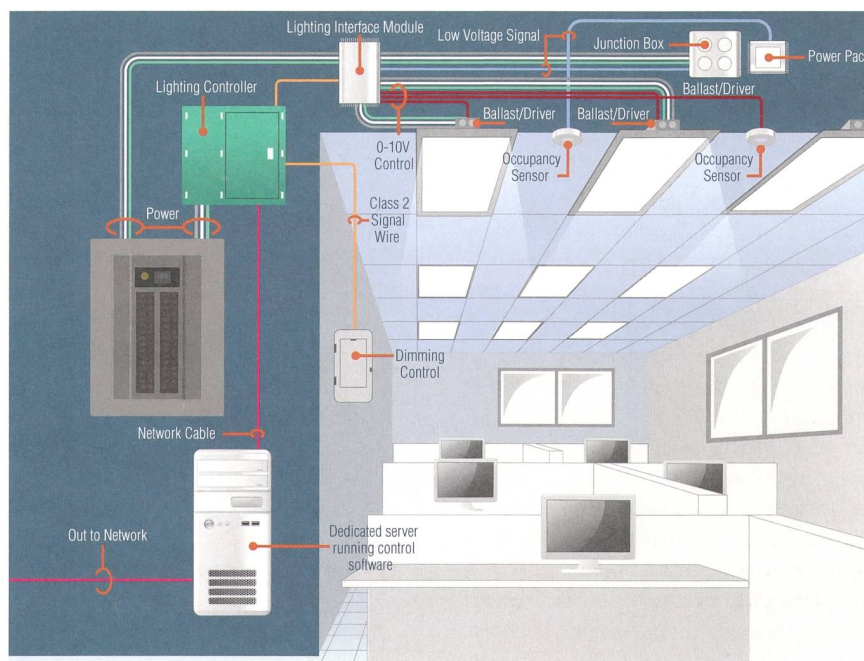 Lighting Interface Module
Low Voltage Signal
Junction Box
Power Pac
Ballast/Driver
Lighting Controller
Ballast/Driver
Ballast/Driver
0-10V
Control
Occupancy
Sensor
Occupancy
Sensor
Class 2
Signal
Wire
Power
Dimming
Control
Network Cable
Out to Network
Dedicated server
running control
software